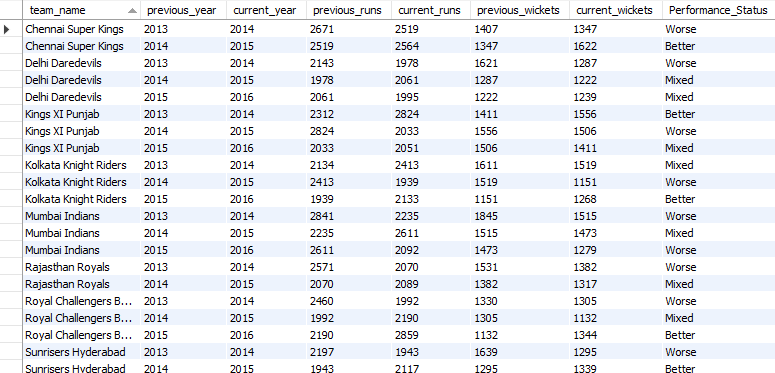 team_name previous_year current_year previous_runs current_runs previous_wickets current_wickets Performance_Status
Chennai Super Kings 2013 2014 2671 2519 1407 1347 Worse
Chennai Super Kings 2014 2015 2519 2564 1347 1622 Better
Delhi Daredevils 2013 2014 2143 1978 1621 1287 Worse
Delhi Daredevils 2014 2015 1978 2061 1287 1222 Mixed
Delhi Daredevils 2015 2016 2061 1995 1222 1239 Mixed
Kings XI Punjab 2013 2014 2312 2824 1411 1556 Better
Kings XI Punjab 2014 2015 2824 2033 1556 1506 Worse
Kings XI Punjab 2015 2016 2033 2051 1506 1411 Mixed
Kolkata Knight Riders 2013 2014 2134 2413 1611 1519 Mixed
Kolkata Knight Riders 2014 2015 2413 1939 1519 1151 Worse
Kolkata Knight Riders 2015 2016 1939 2133 1151 1268 Better
Mumbai Indians 2013 2014 2841 2235 1845 1515 Worse
Mumbai Indians 2014 2015 2235 2611 1515 1473 Mixed
Mumbai Indians 2015 2016 2611 2092 1473 1279 Worse
Rajasthan Royals 2013 2014 2571 2070 1531 1382 Worse
Rajasthan Royals 2014 2015 2070 2089 1382 1317 Mixed
Royal Challengers B... 2013 2014 2460 1992 1330 1305 Worse
Royal Challengers B... 2014 2015 1992 2190 1305 1132 Mixed
Royal Challengers B... 2015 2016 2190 2859 1132 1344 Better
Sunrisers Hyderabad 2013 2014 2197 1943 1639 1295 Worse
Sunrisers Hyderabad 2014 2015 1943 2117 1295 1339 Better